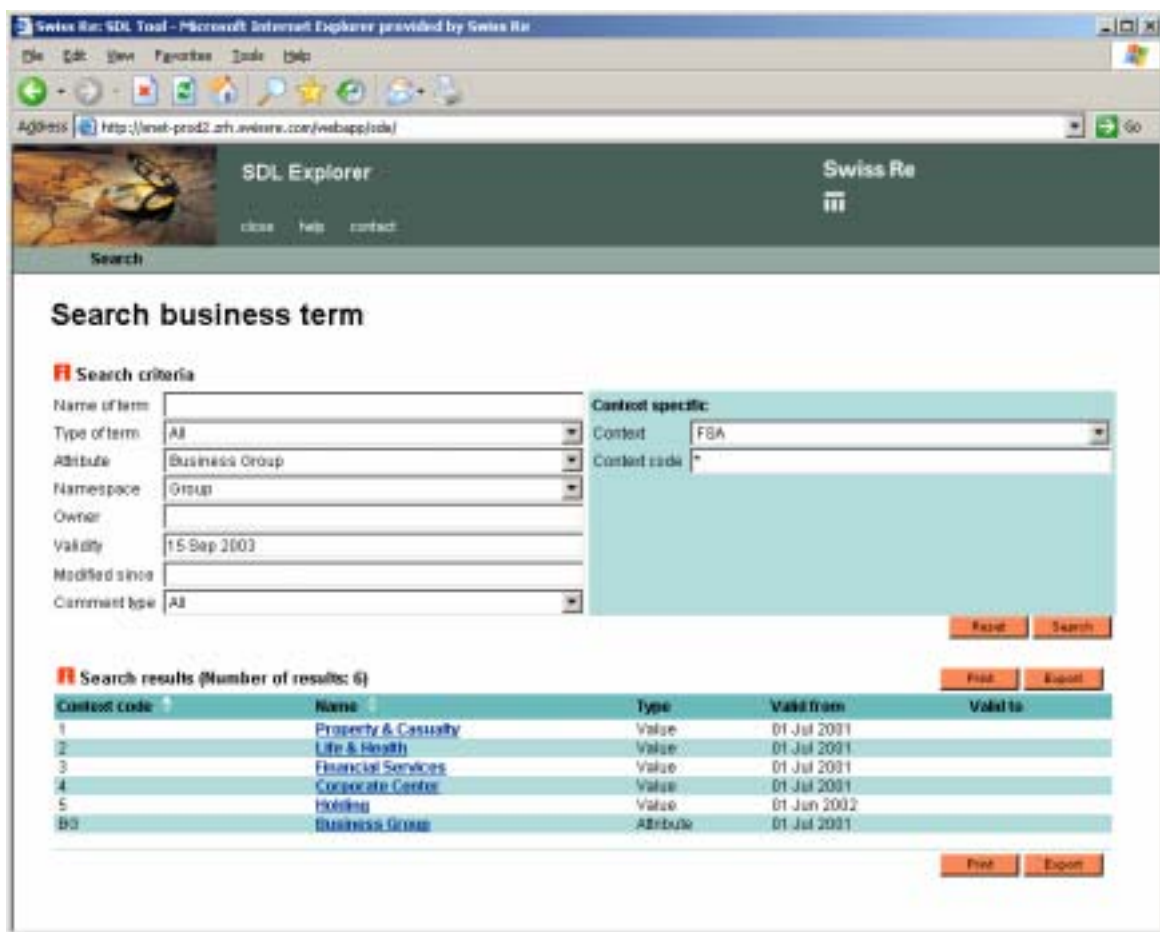 Swiss Re: SDL Tool - Microsoft Internet Explorer provided by Swiss Re
File Edit View Favorites Tools Help
Address http://snet-prod2.zrh.swissre.com/webapp/sde/ Go
SDL Explorer Swiss Re
close help contact
Search
Search business term
Search criteria
Name of term
Type of term All
Attribute Business Group
Namespace Group
Owner
Validity 15 Sep 2003
Modified since
Comment type All
Context specific
Context FSA
Context code *
Reset Search
Search results (Number of results: 6) Print Export
Context code Name Type Valid from Valid to
1 Property & Casualty Value 01 Jul 2001
2 Life & Health Value 01 Jul 2001
3 Financial Services Value 01 Jul 2001
4 Corporate Center Value 01 Jul 2001
5 Holding Value 01 Jun 2002
BG Business Group Attribute 01 Jul 2001
Print Export